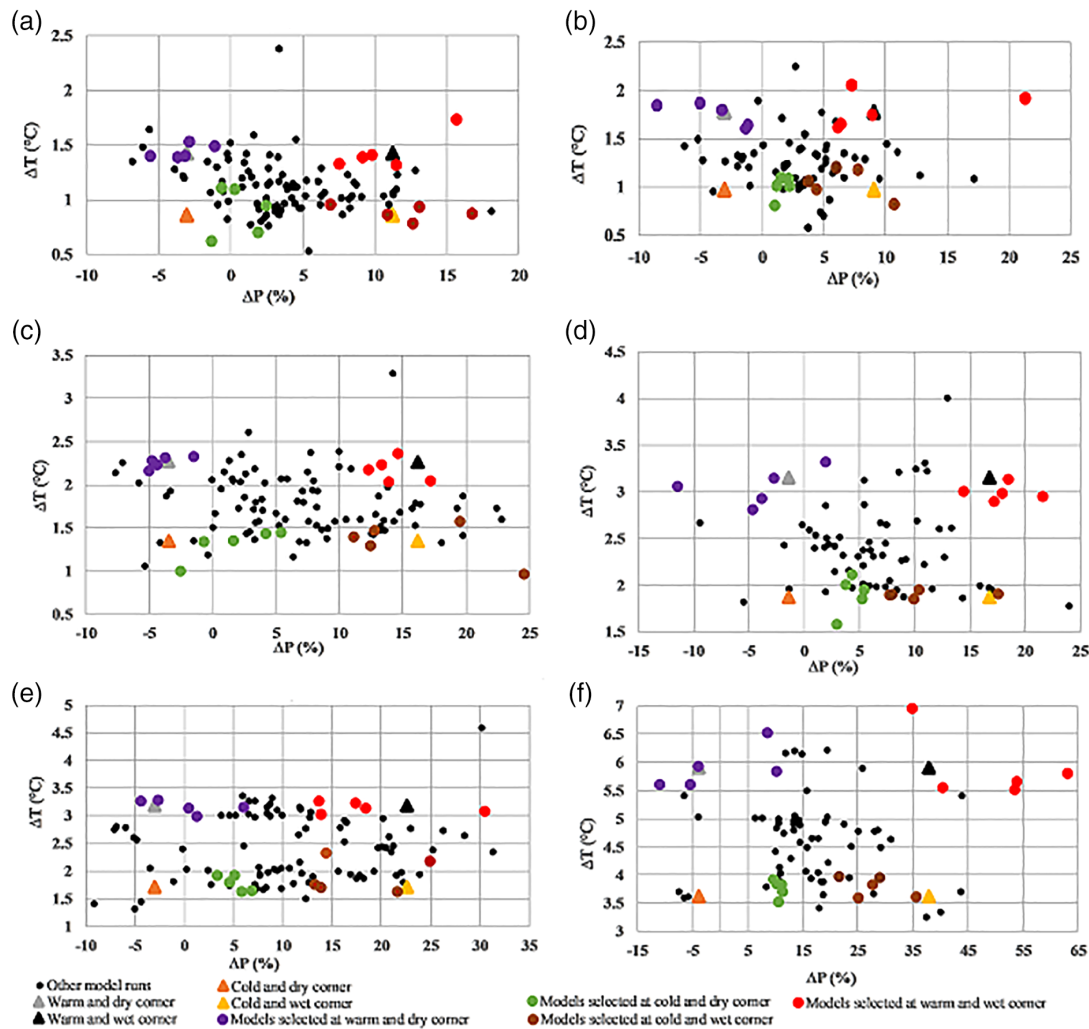 (a)
2.5
2
1.5
1
0.5
ΔT (°C)
-10 -5 0 5 10 15 20
ΔP (%)
(b)
2.5
2
1.5
1
0.5
ΔT (°C)
-10 -5 0 5 10 15 20 25
ΔP (%)
(c)
3.5
3
2.5
2
1.5
1
0.5
ΔT (°C)
-10 -5 0 5 10 15 20 25
ΔP (%)
(d)
4.5
4
3.5
3
2.5
2
1.5
ΔT (°C)
-15 -10 -5 0 5 10 15 20 25
ΔP (%)
(e)
5
4.5
4
3.5
3
2.5
2
1.5
1
ΔT (°C)
-10 -5 0 5 10 15 20 25 30 35
ΔP (%)
(f)
7
6.5
6
5.5
5
4.5
4
3.5
3
ΔT (°C)
-15 -5 5 15 25 35 45 55 65
ΔP (%)
Other model runs
Warm and dry corner
Warm and wet corner
Cold and dry corner
Cold and wet corner
Models selected at warm and dry corner
Models selected at cold and dry corner
Models selected at cold and wet corner
Models selected at warm and wet corner